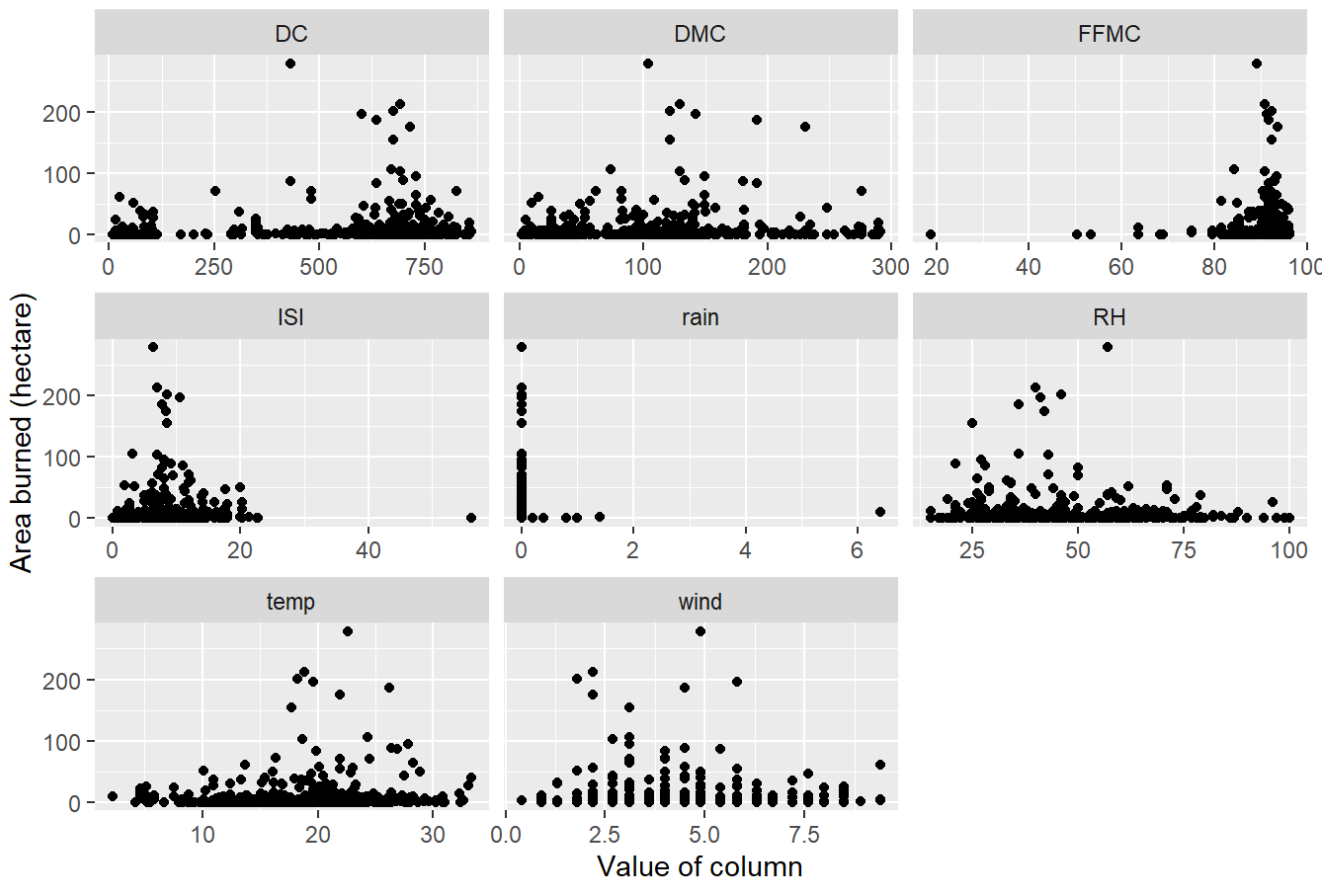 DC DMC FFMC
200
100
0
0 250 500 750 0 100 200 300 20 40 60 80 100
ISI rain RH
200
100
0
0 20 40 0 2 4 6 25 50 75 100
temp wind
200
100
0
10 20 30 0.0 2.5 5.0 7.5
Area burned (hectare)
Value of column